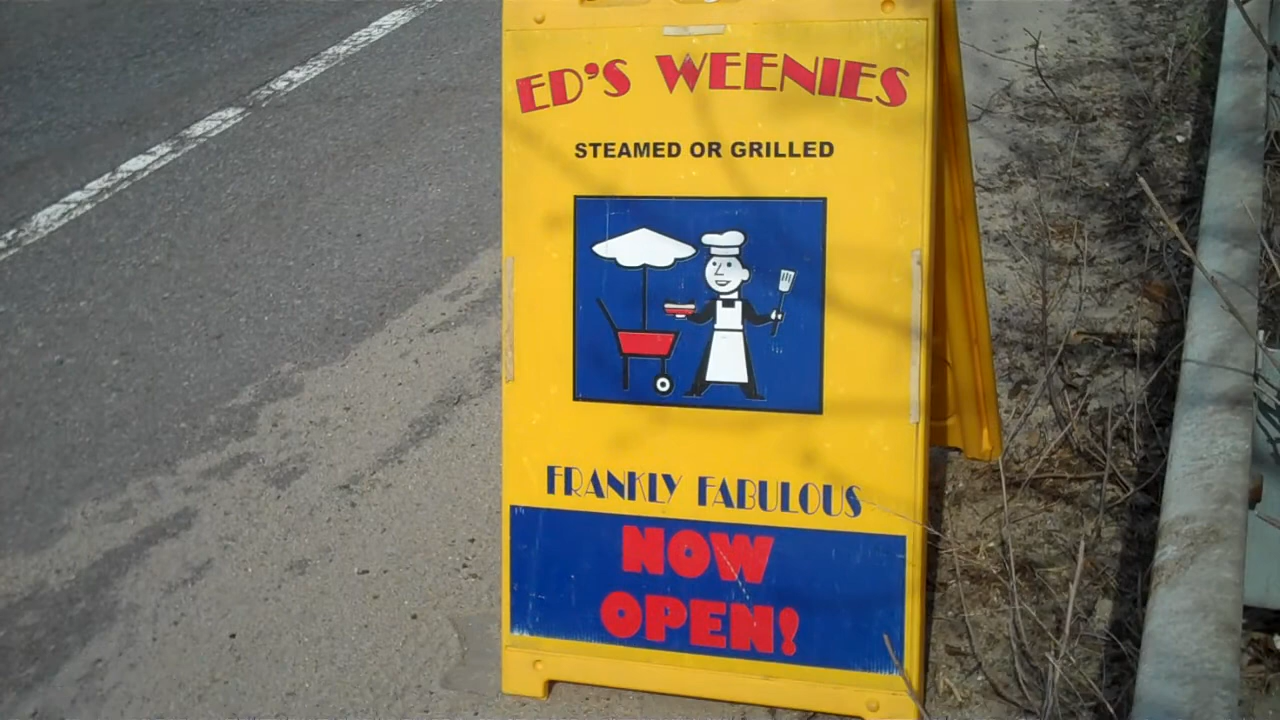 ED'S WEENIES
STEAMED OR GRILLED
FRANKLY FABULOUS
NOW
OPEN!